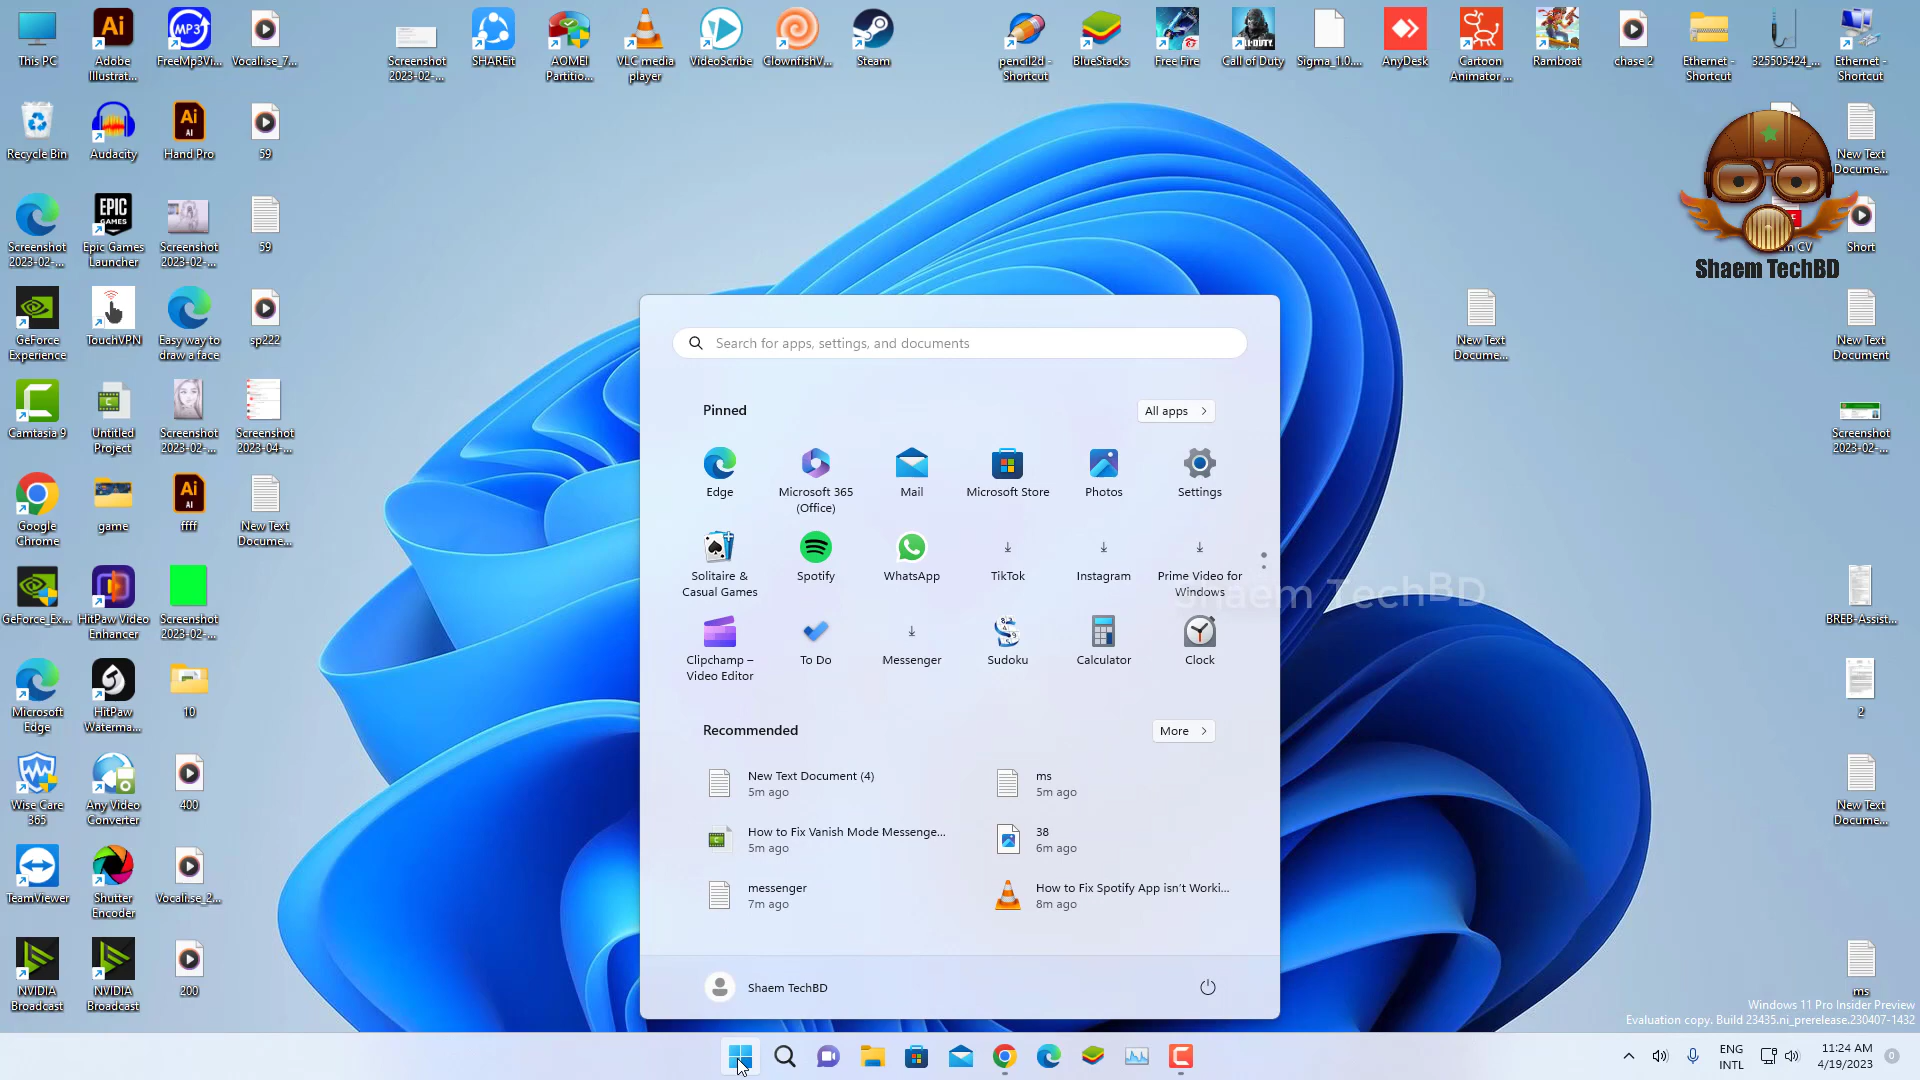 This PC
Adobe
Illustrat...
FreeMp3Vi...
Vocali.se_7...
Screenshot
2023-02-...
SHAREit
AOMEI
Partitio...
VLC media
player
VideoScribe
ClownfishV...
Steam
pencil2d -
Shortcut
BlueStacks
Free Fire
Call of Duty
Sigma_1.0....
AnyDesk
Cartoon
Animator ...
Ramboat
chase 2
Ethernet -
Shortcut
325505424_...
Ethernet -
Shortcut
Recycle Bin
Audacity
Hand Pro
59
New Text
Docume...
Screenshot
2023-02-...
Epic Games
Launcher
Screenshot
2023-02-...
59
CV
Short
Shaem TechBD
GeForce
Experience
TouchVPN
Easy way to
draw a face
sp222
New Text
Docume...
New Text
Document
Search for apps, settings, and documents
Camtasia 9
Untitled
Project
Screenshot
2023-02-...
Screenshot
2023-04-...
Screenshot
2023-02-...
Pinned
All apps
Google
Chrome
game
ffff
New Text
Docume...
Edge
Microsoft 365
(Office)
Mail
Microsoft Store
Photos
Settings
Solitaire &
Casual Games
Spotify
WhatsApp
TikTok
Instagram
Prime Video for
Windows
Shaem TechBD
GeForce_Ex...
HitPaw Video
Enhancer
Screenshot
2023-02-...
BREB-Assist...
Clipchamp –
Video Editor
To Do
Messenger
Sudoku
Calculator
Clock
Microsoft
Edge
HitPaw
Waterma...
10
2
Recommended
More
Wise Care
365
Any Video
Converter
400
New Text
Docume...
New Text Document (4)
5m ago
ms
5m ago
How to Fix Vanish Mode Messenge...
5m ago
38
6m ago
messenger
7m ago
How to Fix Spotify App isn't Worki...
8m ago
TeamViewer
Shutter
Encoder
Vocali.se_2...
NVIDIA
Broadcast
NVIDIA
Broadcast
200
ms
Shaem TechBD
Windows 11 Pro Insider Preview
Evaluation copy. Build 23435.ni_prerelease.230407-1432
ENG
INTL
11:24 AM
4/19/2023
0